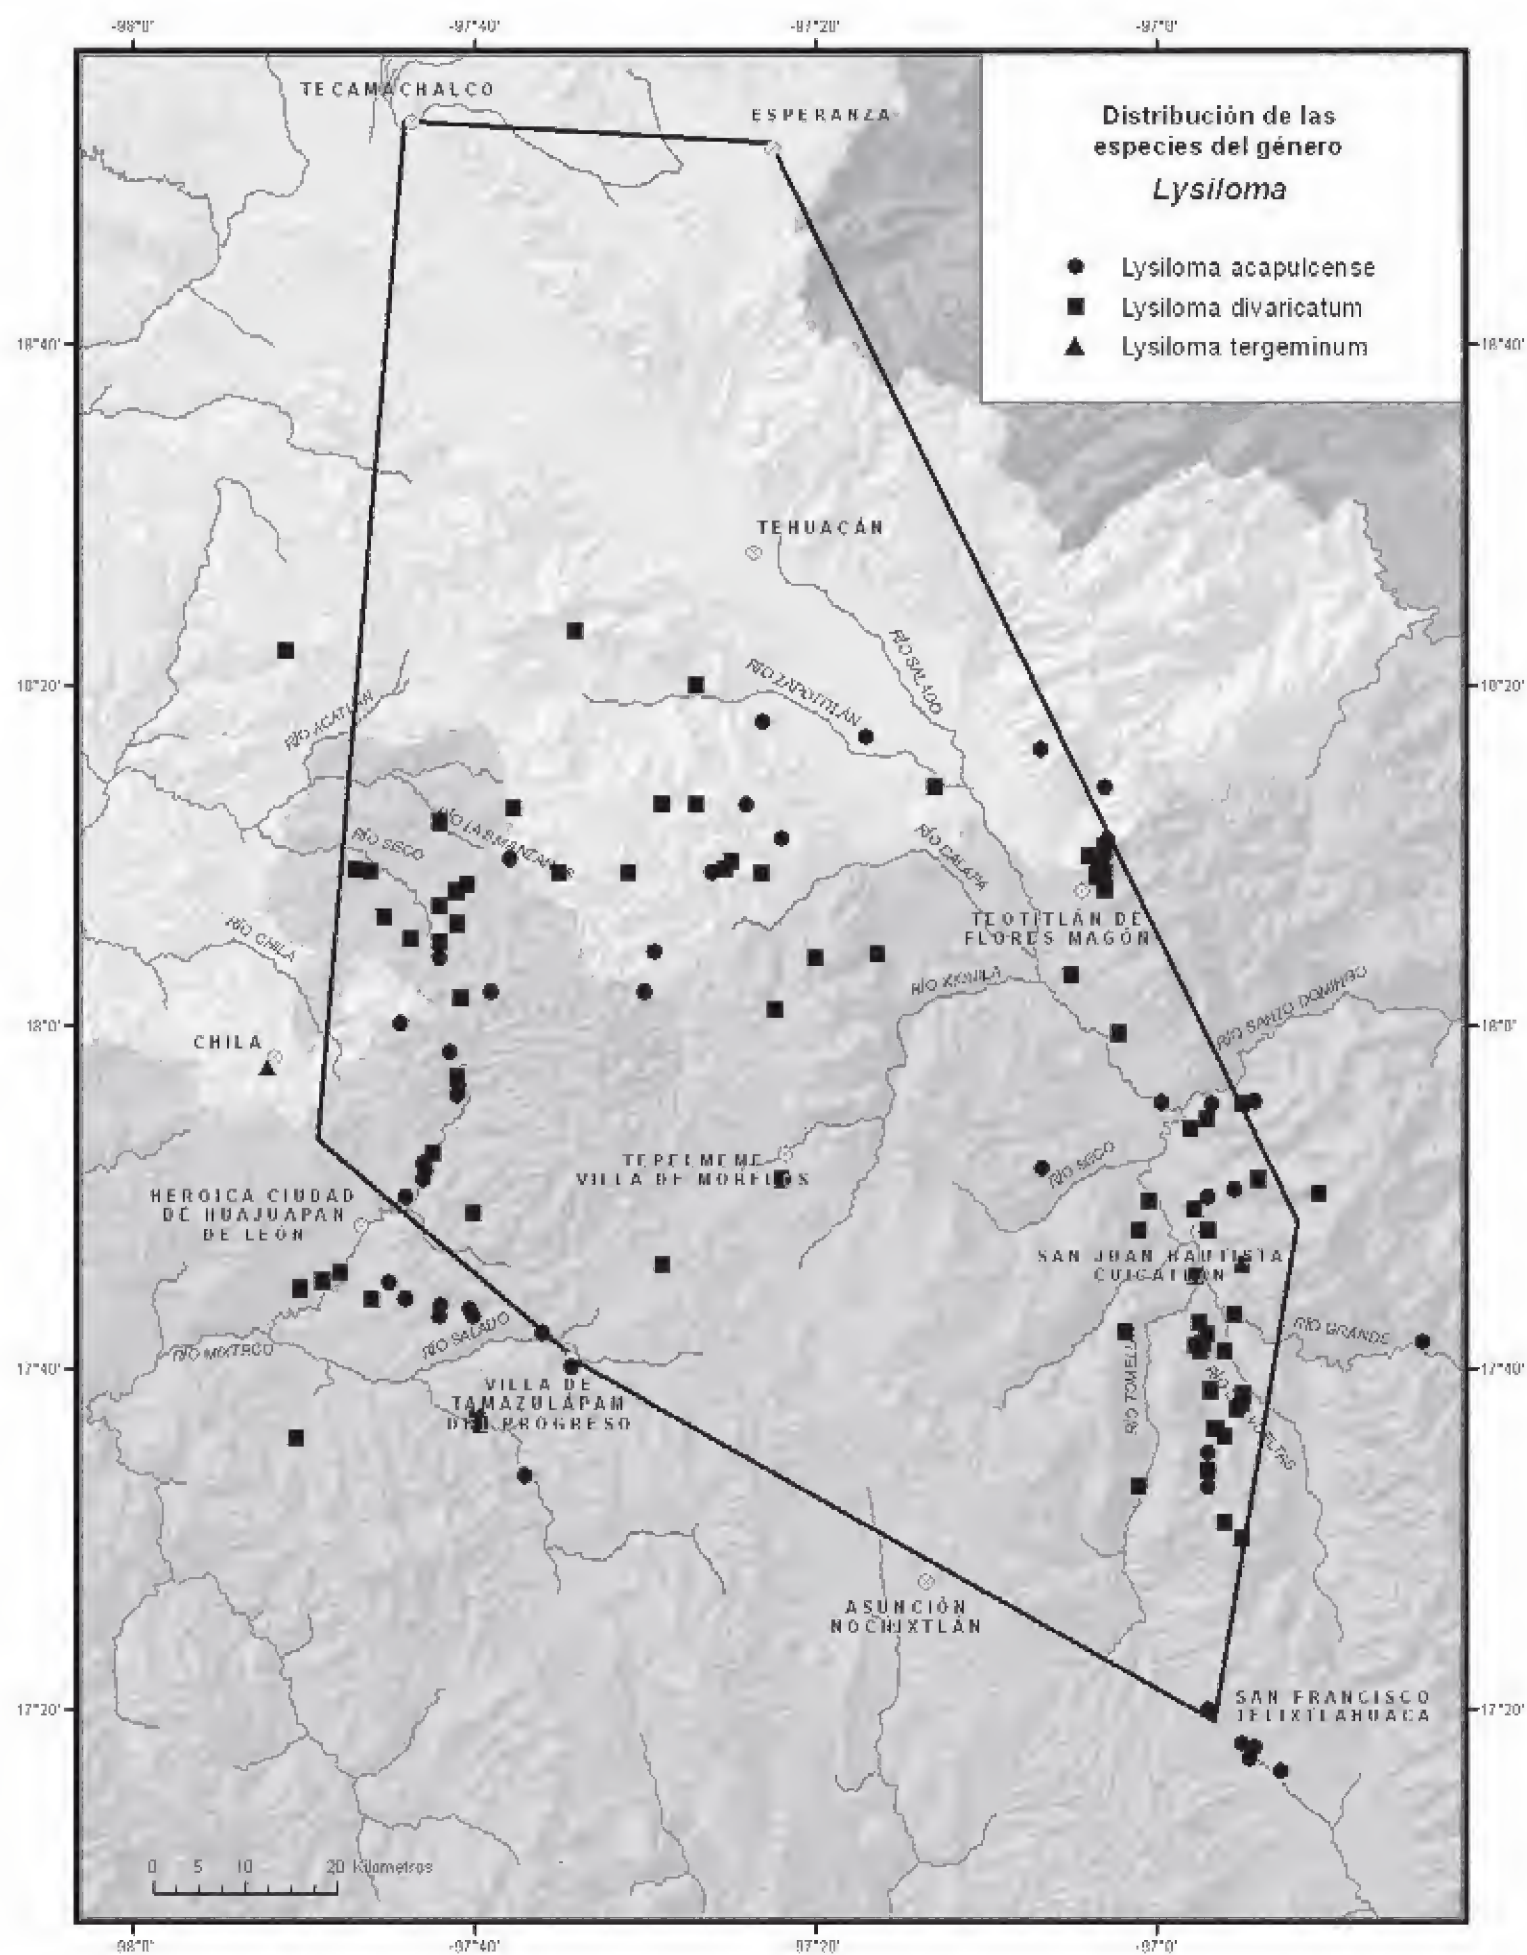 -98°0'
-97°40'
-97°20'
-97°0'
TECAMACHALCO
ESPERANZA
Distribución de las
especies del género
Lysiloma
Lysiloma acapulcense
Lysiloma divaricatum
Lysiloma tergeminum
18°40'
-18°40'
TEHUACÁN
RÍO SALADO
18°20'
-18°20'
RÍO ZAPOTITLÁN
RÍO SECO
RÍO CALAPA
TEOTITLÁN DE
FLORES MAGÓN
RÍO CHILA
RÍO XIQUILA
RÍO SANTO DOMINGO
18°0'
-18°0'
CHILA
TEPELMEME
VILLA DE MORELOS
RÍO SECO
HEROICA CIUDAD
DE HUAJUAPAN
DE LEÓN
SAN JUAN BAUTISTA
CUICATLÁN
RÍO GRANDE
RÍO SALADO
RÍO MIXTECO
17°40'
-17°40'
VILLA DE
TAMAZULÁPAM
DEL PROGRESO
ASUNCIÓN
NOCHIXTLÁN
17°20'
-17°20'
SAN FRANCISCO
TELIXTLAHUACA
0 5 10 20 Kilometros
-98°0'
-97°40'
-97°20'
-97°0'